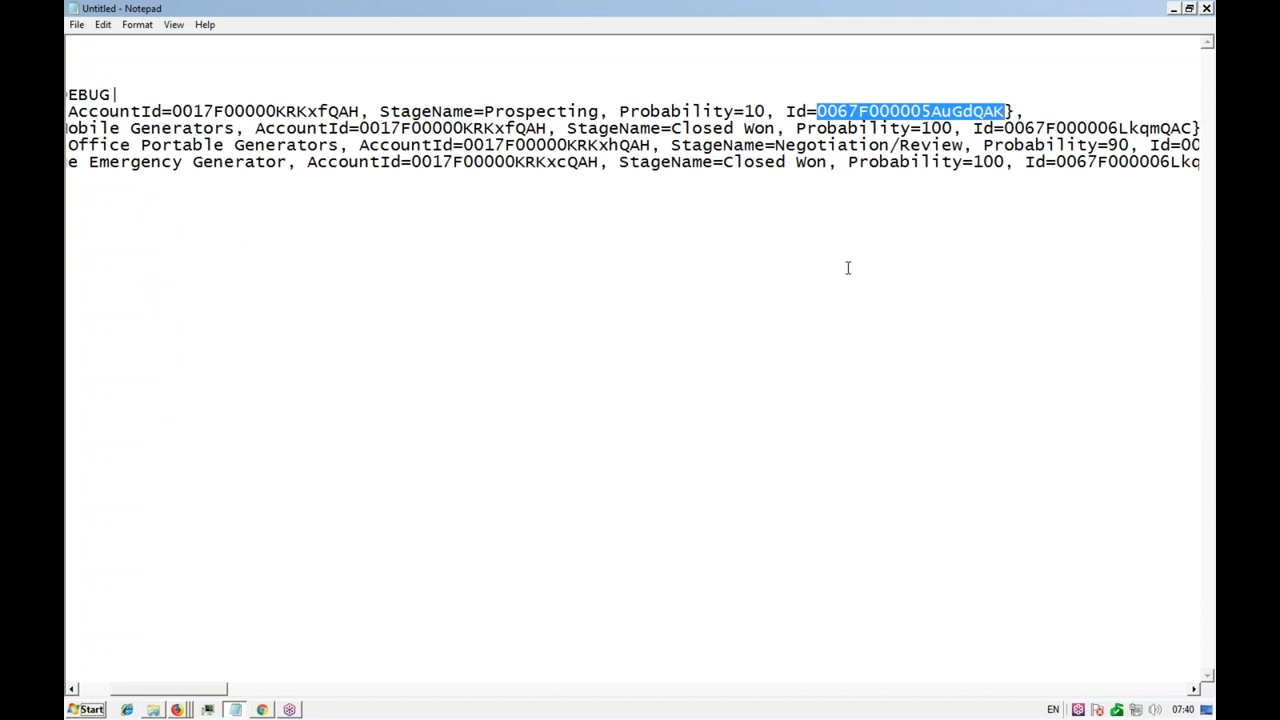 Untitled - Notepad
File Edit Format View Help
EBUG|
AccountId=0017F00000KRKxfQAH, StageName=Prospecting, Probability=10, Id=0067F000005AuGdQAK},
obile Generators, AccountId=0017F00000KRKxfQAH, StageName=Closed Won, Probability=100, Id=0067F000006LkqmQAC}
Office Portable Generators, AccountId=0017F00000KRKxhQAH, StageName=Negotiation/Review, Probability=90, Id=00
e Emergency Generator, AccountId=0017F00000KRKxcQAH, StageName=Closed Won, Probability=100, Id=0067F000006Lkq
Start EN 07:40